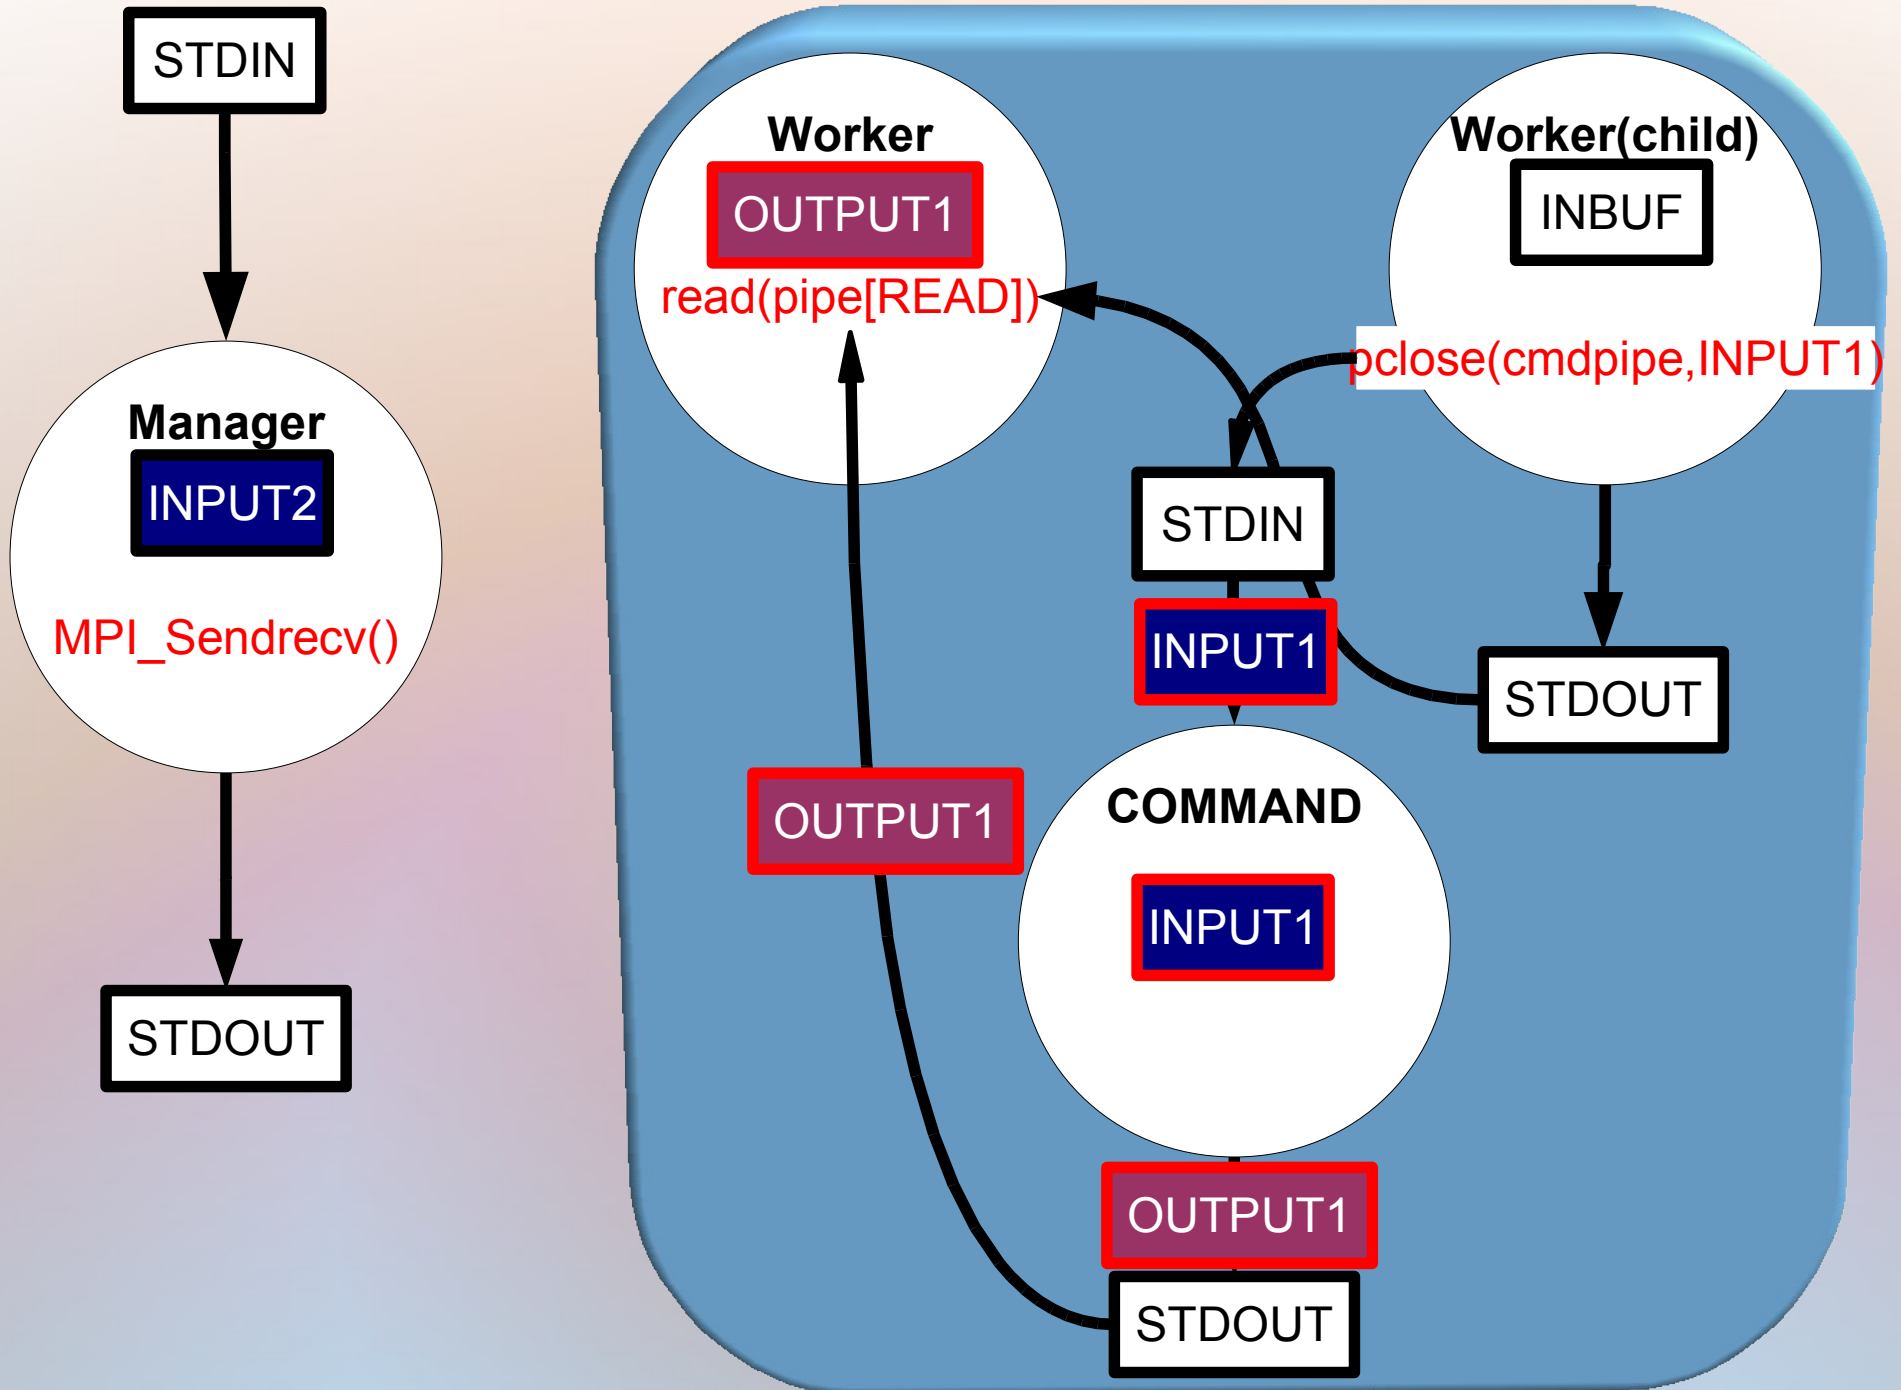 STDIN
Manager
INPUT2
MPI_Sendrecv()
STDOUT
Worker
OUTPUT1
read(pipe[READ])
Worker(child)
INBUF
pclose(cmdpipe,INPUT1)
STDIN
INPUT1
STDOUT
OUTPUT1
COMMAND
INPUT1
OUTPUT1
STDOUT